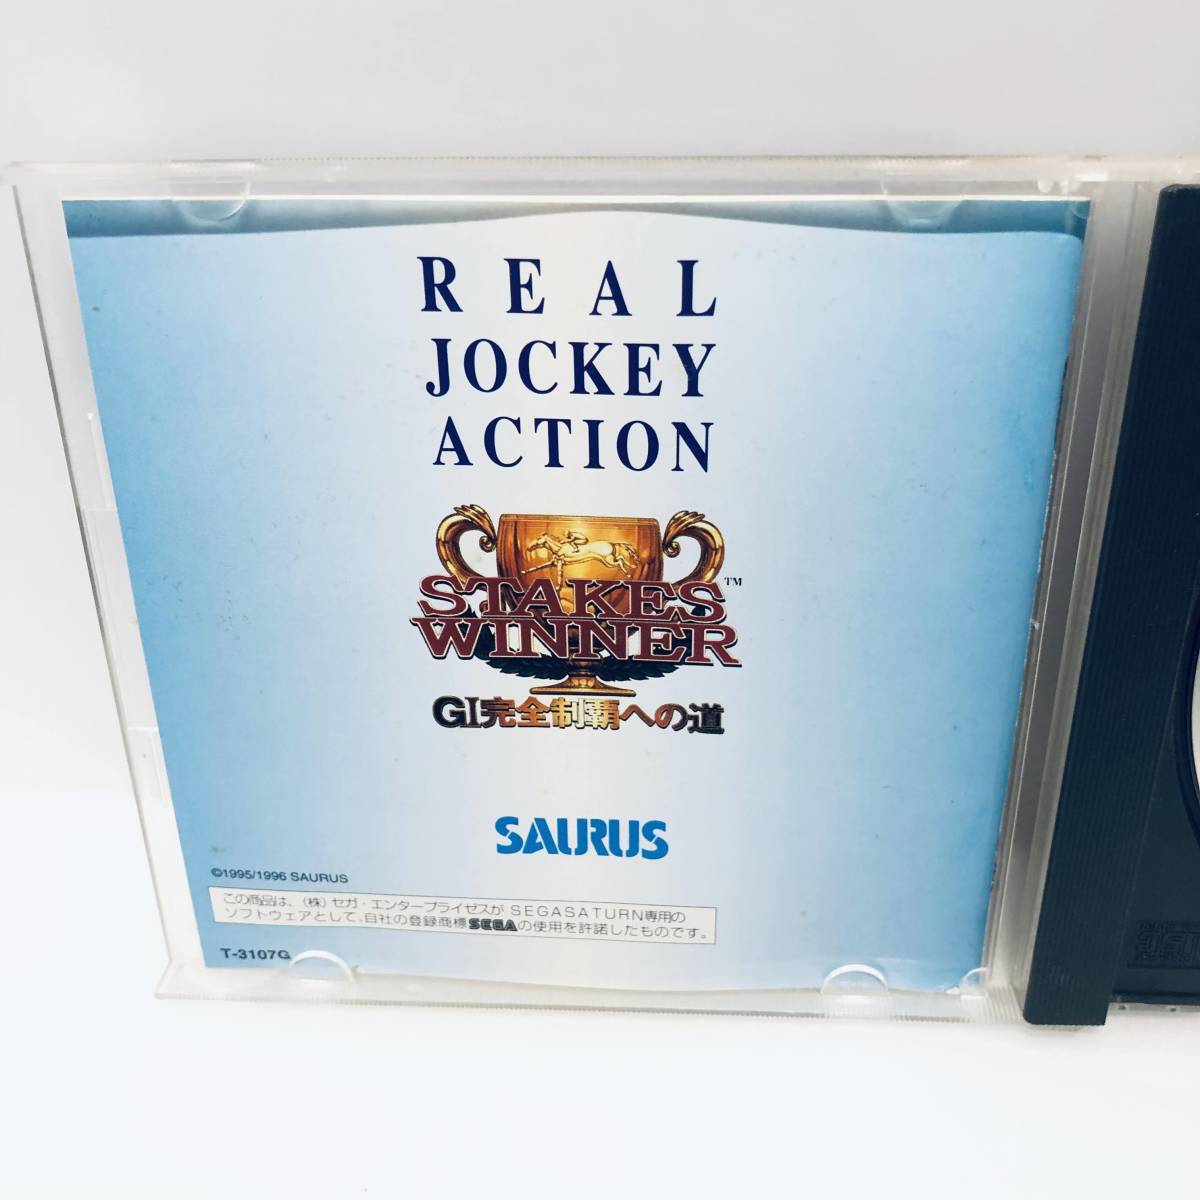 REAL
JOCKEY
ACTION
STAKES™
WINNER
GI完全制覇への道
SAURUS
©1995/1996 SAURUS
この商品は、(株)セガ・エンタープライゼスがSEGASATURN専用の
ソフトウェアとして、自社の登録商標SEGAの使用を許諾したものです。
T-3107G